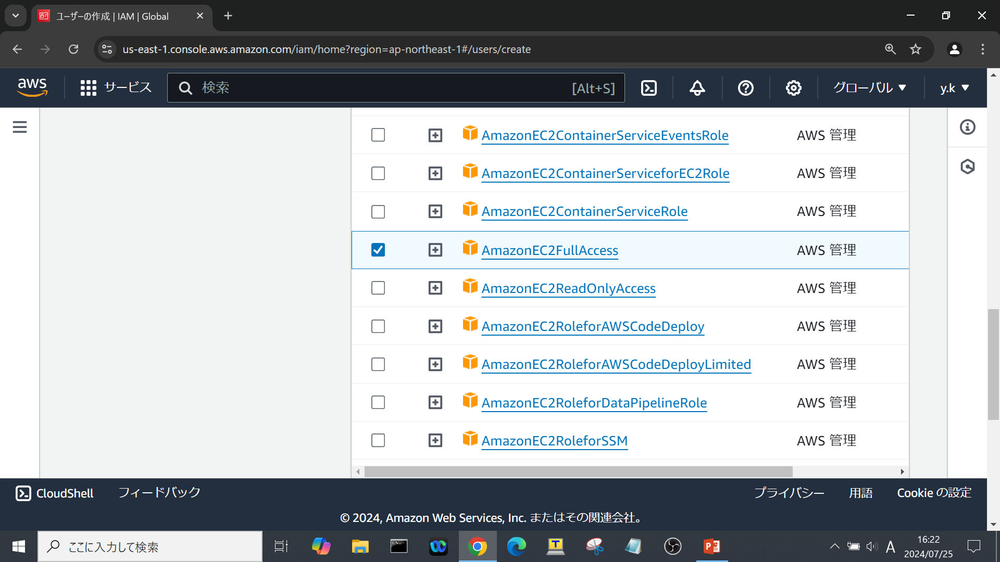 ユーザーの作成 | IAM | Global
us-east-1.console.aws.amazon.com/iam/home?region=ap-northeast-1#/users/create
aws サービス 検索 [Alt+S] グローバル y.k
AmazonEC2ContainerServiceEventsRole AWS 管理
AmazonEC2ContainerServiceforEC2Role AWS 管理
AmazonEC2ContainerServiceRole AWS 管理
AmazonEC2FullAccess AWS 管理
AmazonEC2ReadOnlyAccess AWS 管理
AmazonEC2RoleforAWSCodeDeploy AWS 管理
AmazonEC2RoleforAWSCodeDeployLimited AWS 管理
AmazonEC2RoleforDataPipelineRole AWS 管理
AmazonEC2RoleforSSM AWS 管理
CloudShell フィードバック プライバシー 用語 Cookie の設定
© 2024, Amazon Web Services, Inc. またはその関連会社。
ここに入力して検索 A 16:22
2024/07/25